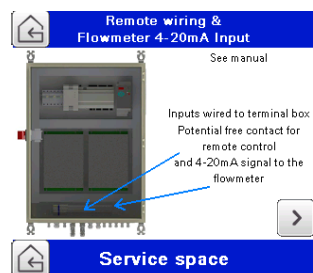 Remote wiring &
Flowmeter 4-20mA Input
See manual
Inputs wired to terminal box
Potential free contact for
remote control
and 4-20mA signal to the
flowmeter
Service space